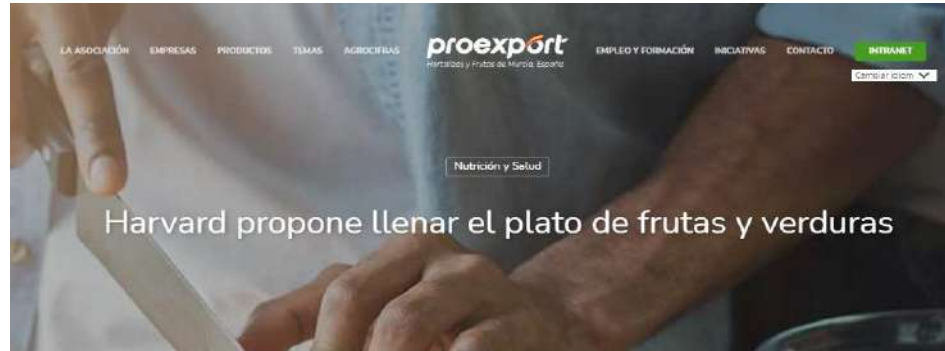 LA ASOCIACIÓN EMPRESAS PRODUCTOS TEMAS AGROCIFRAS proexport EMPLEO Y FORMACIÓN INICIATIVAS CONTACTO INTRANET
Hortalizas y Frutas de Murcia, España
Cambiar idiom
Nutrición y Salud
Harvard propone llenar el plato de frutas y verduras